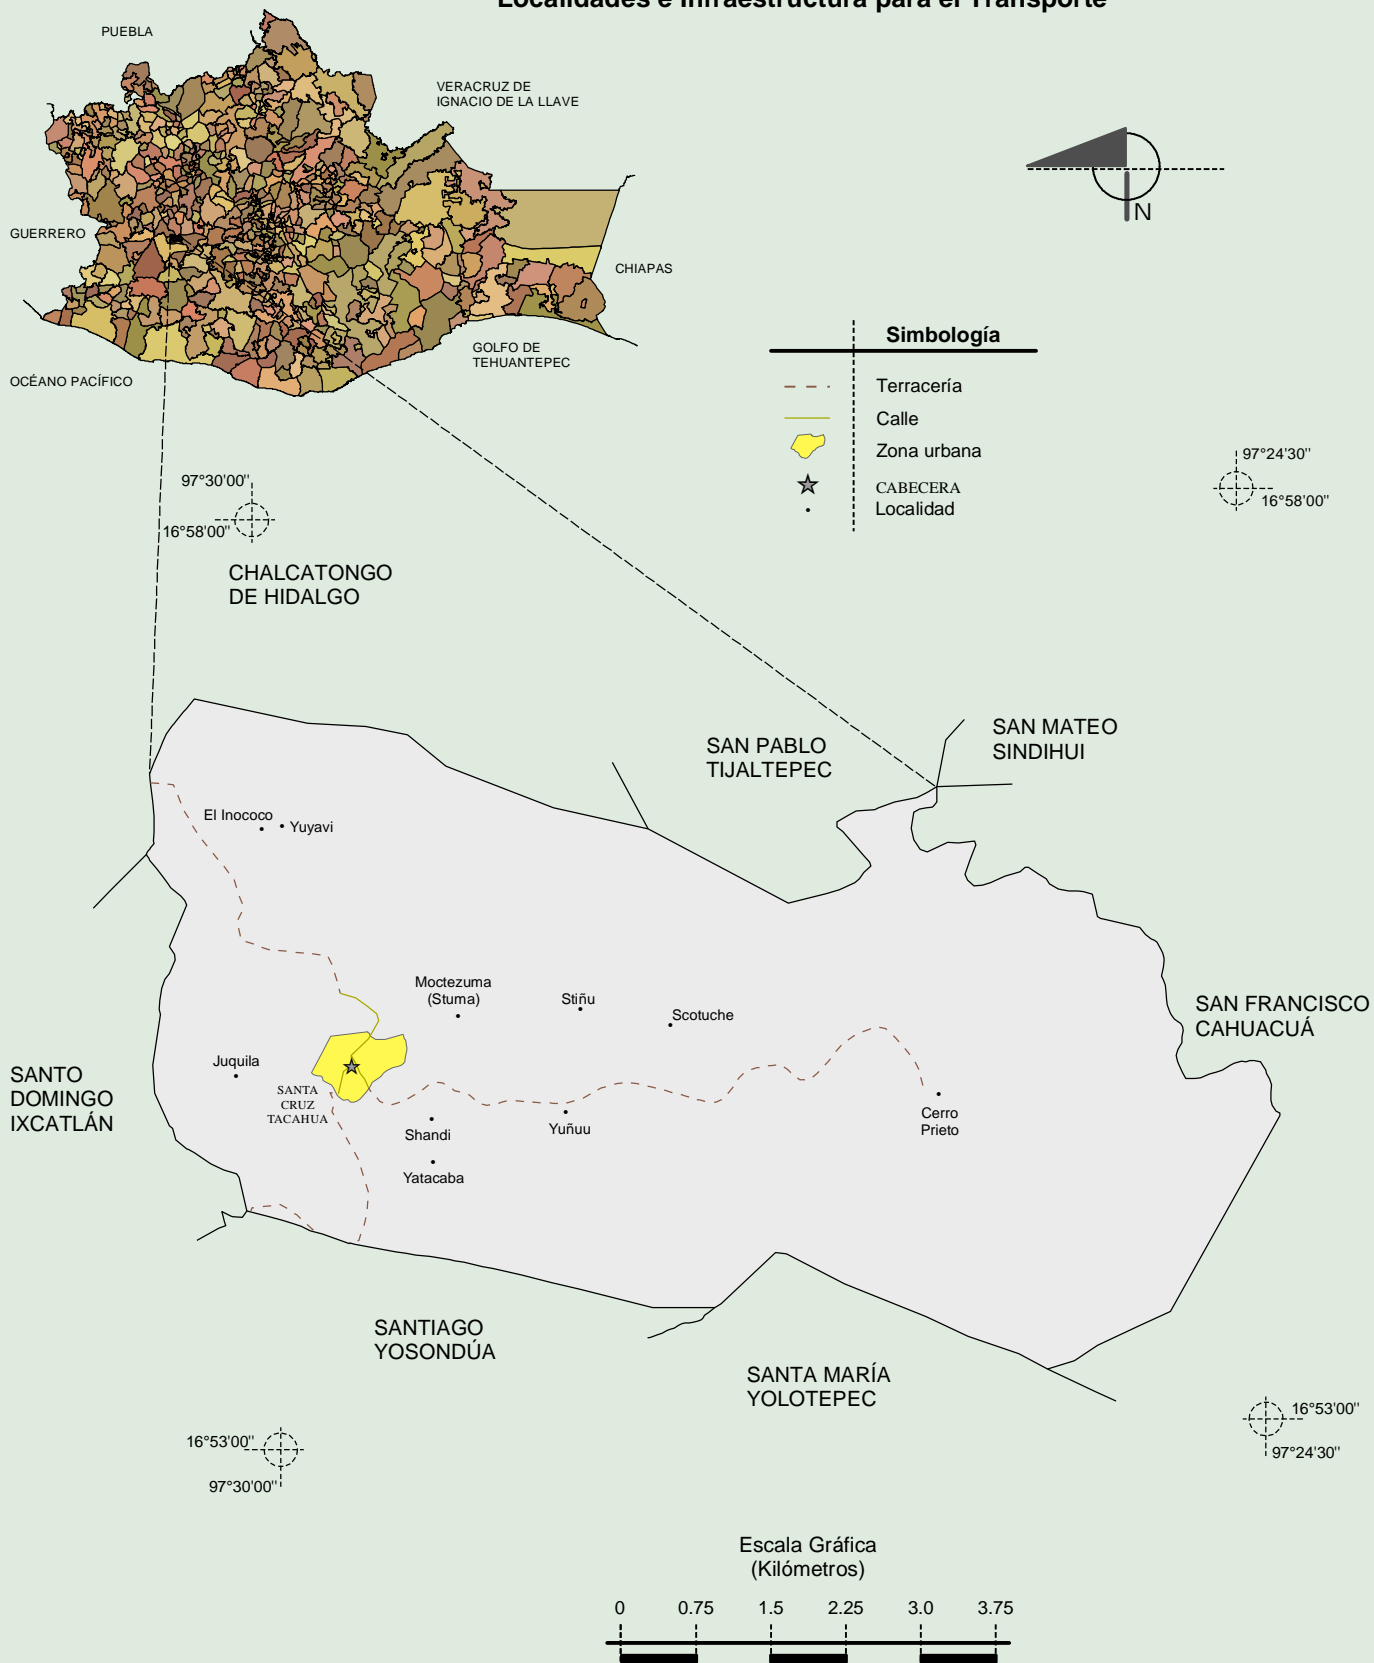 Localidades e Infraestructura para el Transporte
PUEBLA
VERACRUZ DE
IGNACIO DE LA LLAVE
GUERRERO
CHIAPAS
GOLFO DE
TEHUANTEPEC
OCÉANO PACÍFICO
N
Simbología
Terracería
Calle
Zona urbana
CABECERA
Localidad
97°30'00"
16°58'00"
97°24'30"
16°58'00"
CHALCATONGO
DE HIDALGO
SAN PABLO
TIJALTEPEC
SAN MATEO
SINDIHUI
El Inococo
Yuyavi
Moctezuma
(Stuma)
Stiñu
Scotuche
SAN FRANCISCO
CAHUACUÁ
Juquila
SANTO
DOMINGO
IXCATLÁN
SANTA
CRUZ
TACAHUA
Shandi
Yuñuu
Cerro
Prieto
Yatacaba
SANTIAGO
YOSONDÚA
SANTA MARÍA
YOLOTEPEC
16°53'00"
97°30'00"
16°53'00"
97°24'30"
Escala Gráfica
(Kilómetros)
0 0.75 1.5 2.25 3.0 3.75